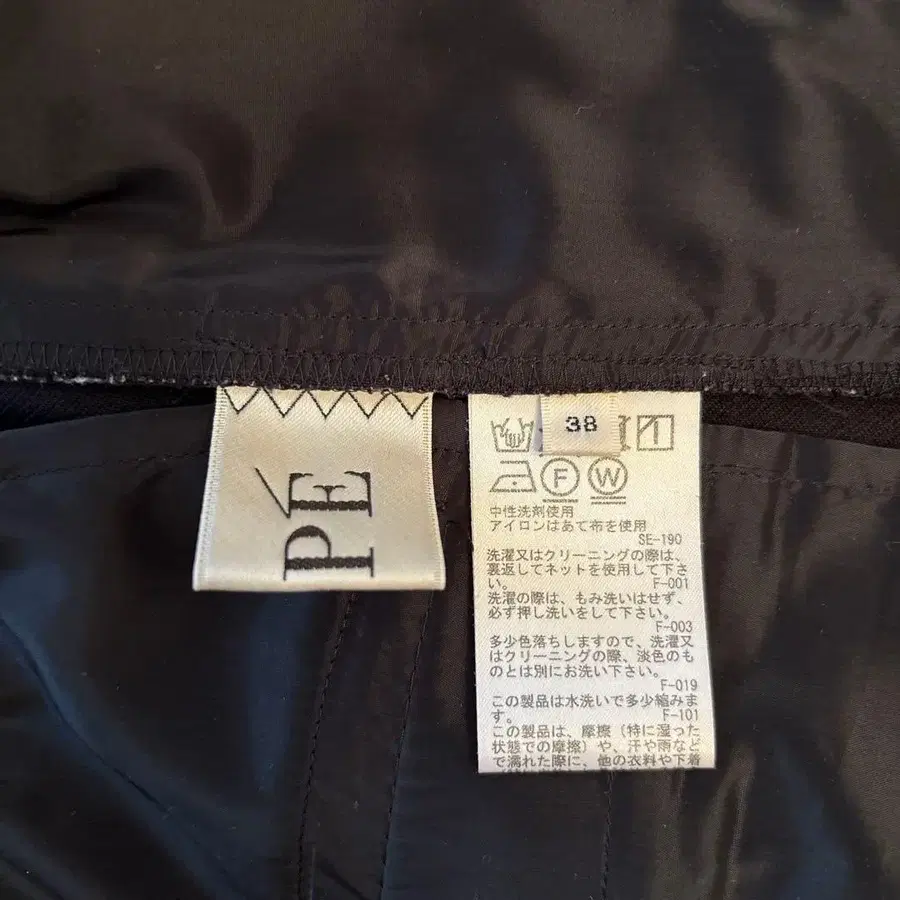 PÉ
38
F W
中性洗剤使用
アイロンはあて布を使用
SE-190
洗濯又はクリーニングの際は、
裏返してネットを使用して下さ
い。 F-001
洗濯の際は、もみ洗いはせず、
必ず押し洗いをして下さい。
F-003
多少色落ちしますので、洗濯又
はクリーニングの際、淡色のも
のとは別にお洗い下さい。
F-019
この製品は水洗いで多少縮みま
す。 F-101
この製品は、摩擦（特に湿った
状態での摩擦）や、汗や雨など
で濡れた際に、他の衣料や下着